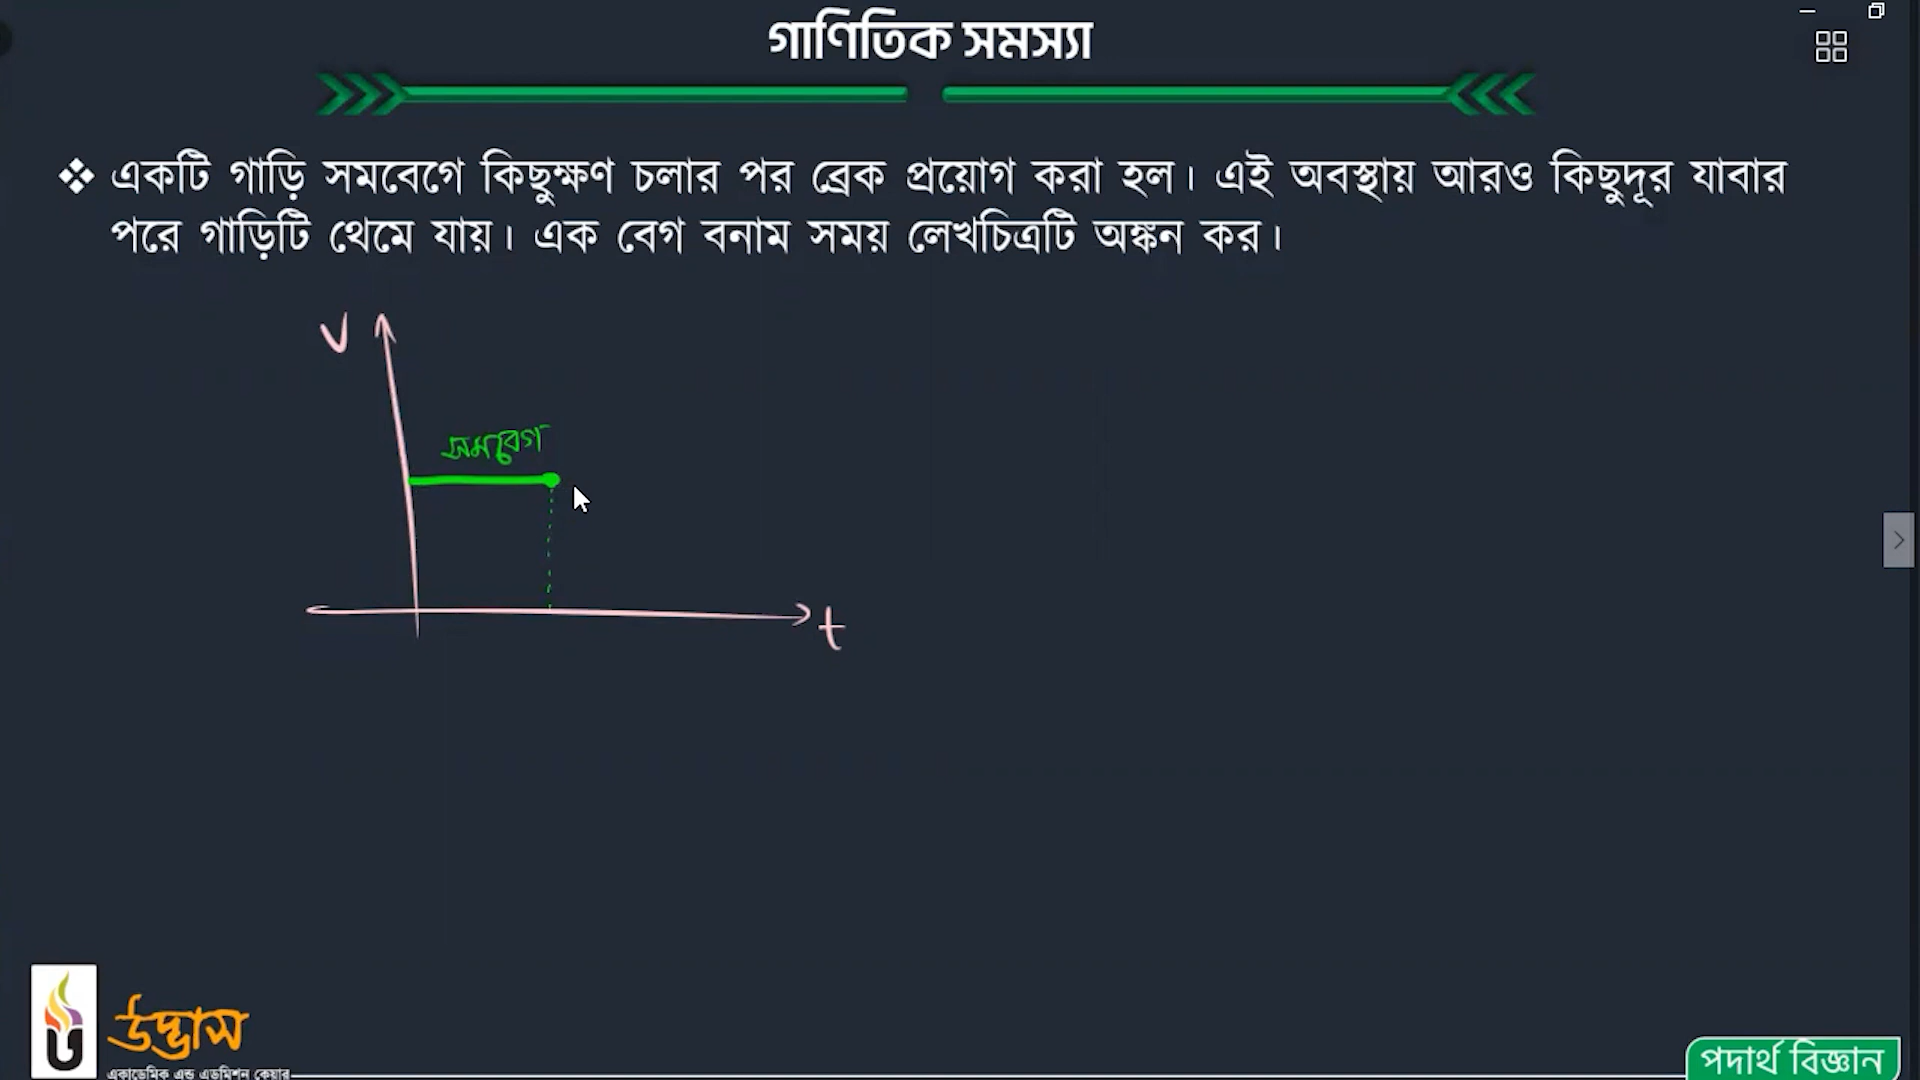 গাণিতিক সমস্যা
❖ একটি গাড়ি সমবেগে কিছুক্ষণ চলার পর ব্রেক প্রয়োগ করা হল। এই অবস্থায় আরও কিছুদূর যাবার
পরে গাড়িটি থেমে যায়। এক বেগ বনাম সময় লেখচিত্রটি অঙ্কন কর।
v
সমবেগ
t
উদ্ভাস
একাডেমিক এন্ড এডমিশন কেয়ার
পদার্থ বিজ্ঞান